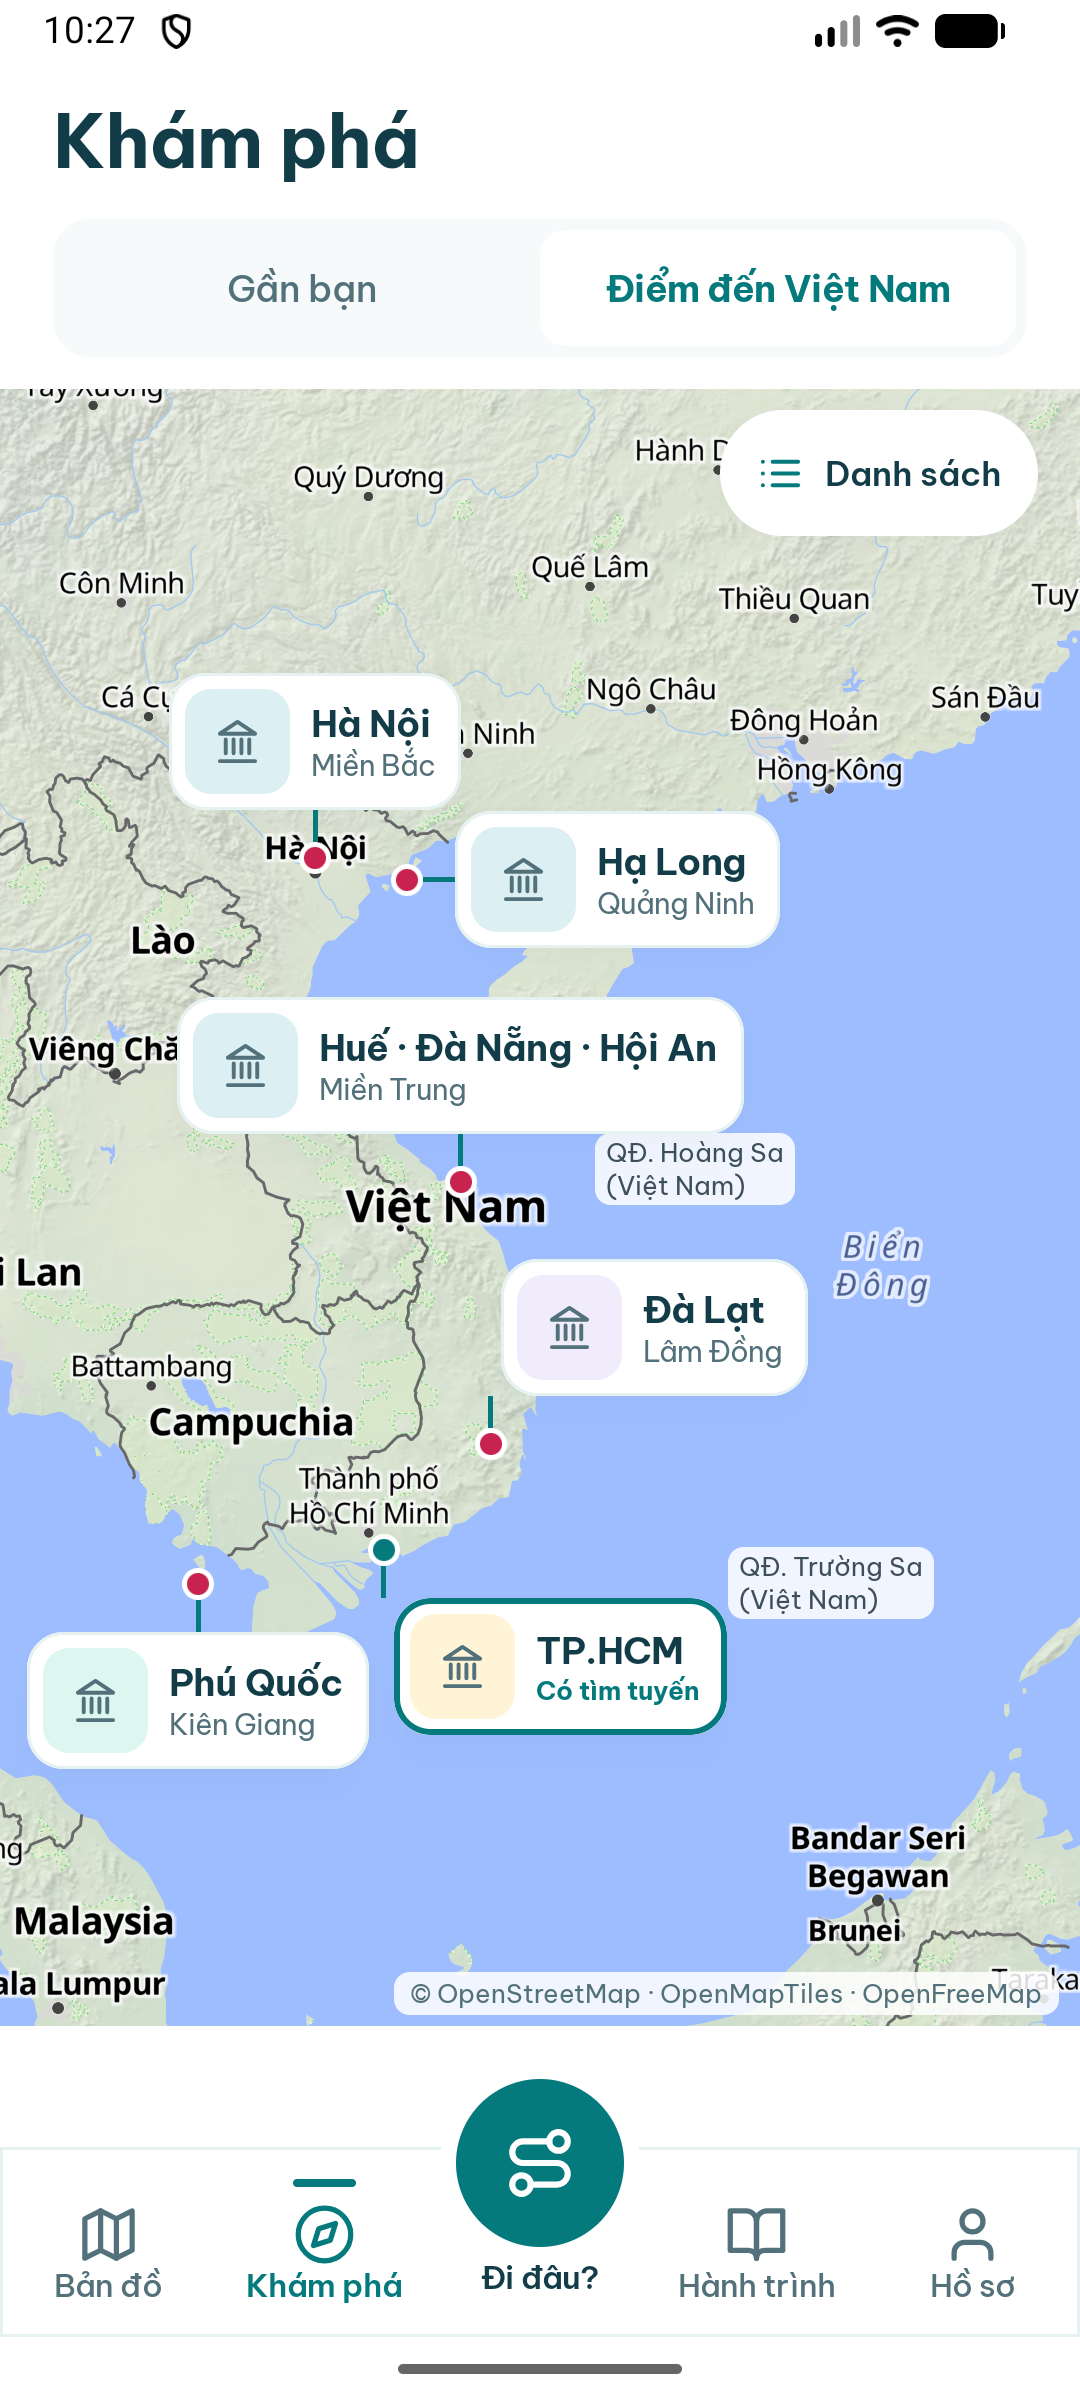 10:27
Khám phá
Gần bạn
Điểm đến Việt Nam
Danh sách
Quý Dương
Hành
Côn Minh
Quế Lâm
Thiều Quan
Cá
Ngô Châu
Sán Đầu
Đông Hoản
Hồng Kông
Ninh
Hà Nội
Miền Bắc
Hà Nội
Hạ Long
Quảng Ninh
Lào
Viêng
Huế · Đà Nẵng · Hội An
Miền Trung
QĐ. Hoàng Sa
(Việt Nam)
Việt Nam
Biển
Đông
Lan
Đà Lạt
Lâm Đồng
Battambang
Campuchia
Thành phố
Hồ Chí Minh
QĐ. Trường Sa
(Việt Nam)
TP.HCM
Có tìm tuyến
Phú Quốc
Kiên Giang
Bandar Seri
Begawan
Brunei
Malaysia
Lumpur
© OpenStreetMap · OpenMapTiles · OpenFreeMap
Bản đồ
Khám phá
Đi đâu?
Hành trình
Hồ sơ